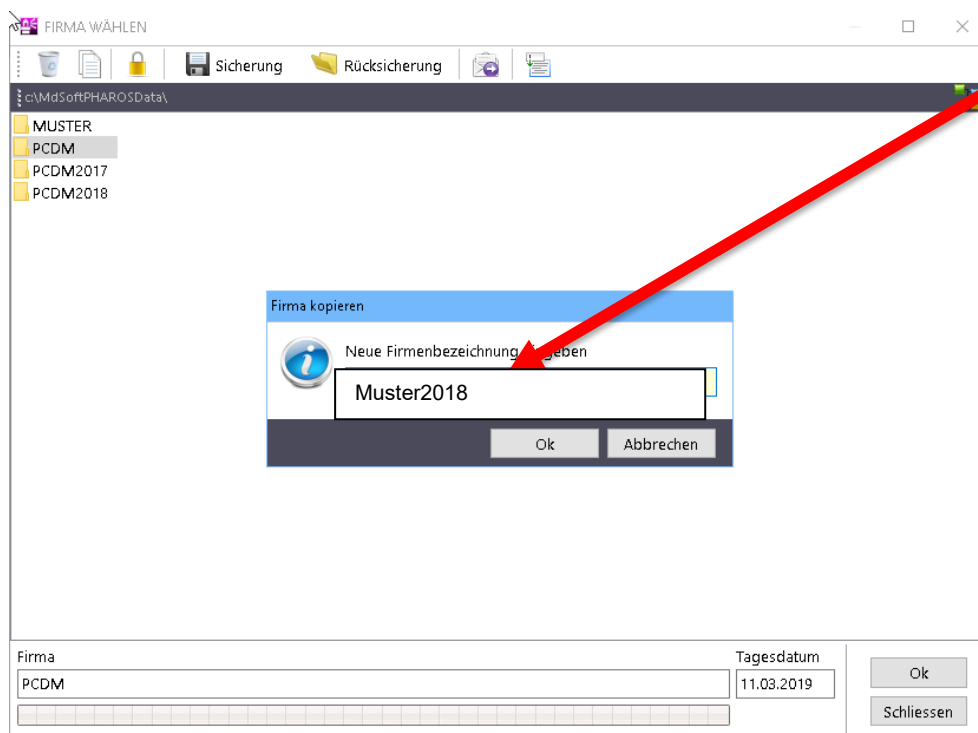 FIRMA WÄHLEN
Sicherung Rücksicherung
c:\MdSoftPHAROSData\
MUSTER
PCDM
PCDM2017
PCDM2018
Firma kopieren
Neue Firmenbezeichnung
Muster2018
Ok Abbrechen
Firma Tagesdatum
PCDM 11.03.2019
Ok
Schliessen